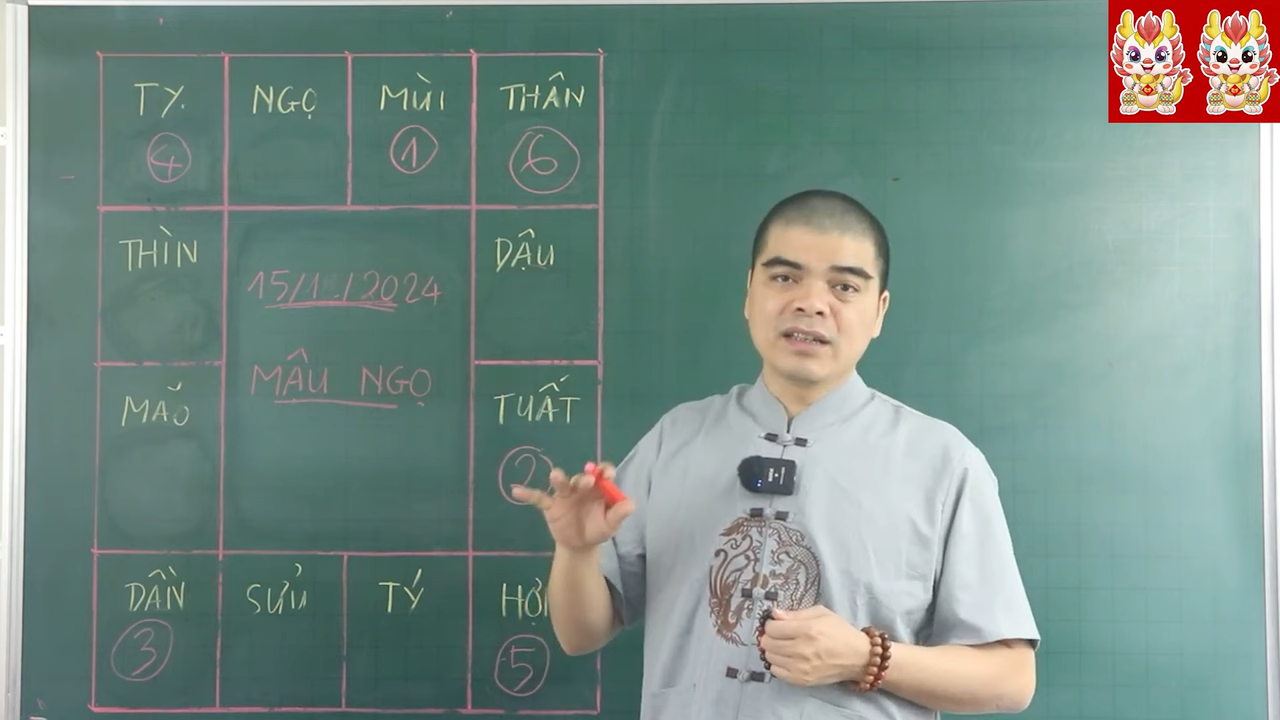 TỴ.
④
NGỌ
MÙI
①
THÂN
⑥
THÌN
15/1 /2024
MẬU NGỌ
DẬU
MÃO
TUẤT
②
DẦN
③
SỬU
TÝ
HỢI
⑤